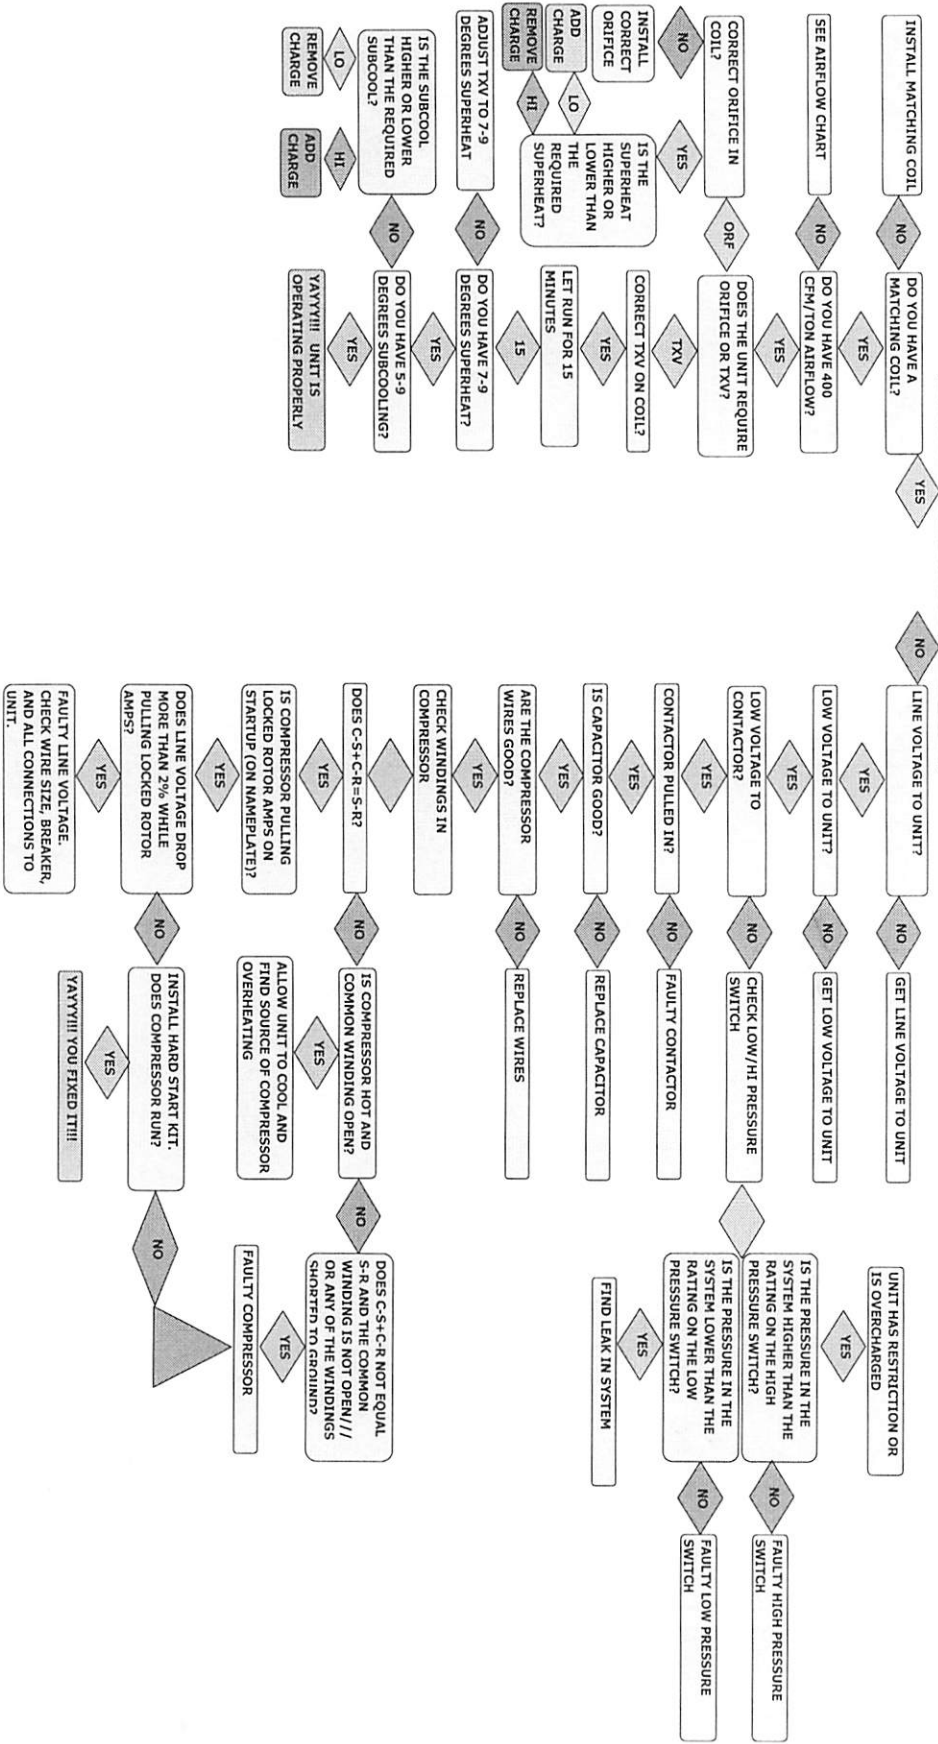 YES
NO
INSTALL MATCHING COIL
NO
DO YOU HAVE A
MATCHING COIL?
YES
SEE AIRFLOW CHART
NO
DO YOU HAVE 400
CFM/TON AIRFLOW?
YES
CORRECT ORIFICE IN
COIL?
ORF
DOES THE UNIT REQUIRE
ORIFICE OR TXV?
NO
YES
TXV
INSTALL
CORRECT
ORIFICE
IS THE
SUPERHEAT
HIGHER OR
LOWER THAN
THE
REQUIRED
SUPERHEAT?
CORRECT TXV ON COIL?
YES
ADD
CHARGE
LO
REMOVE
CHARGE
HI
LET RUN FOR 15
MINUTES
15
ADJUST TXV TO 7-9
DEGREES SUPERHEAT
NO
DO YOU HAVE 7-9
DEGREES SUPERHEAT?
YES
IS THE SUBCOOL
HIGHER OR LOWER
THAN THE REQUIRED
SUBCOOL?
NO
DO YOU HAVE 5-9
DEGREES SUBCOOLING?
LO
HI
YES
REMOVE
CHARGE
ADD
CHARGE
YAYYY!!! UNIT IS
OPERATING PROPERLY
LINE VOLTAGE TO UNIT?
NO
GET LINE VOLTAGE TO UNIT
YES
LOW VOLTAGE TO UNIT?
NO
GET LOW VOLTAGE TO UNIT
YES
LOW VOLTAGE TO
CONTACTOR?
NO
CHECK LOW/HI PRESSURE
SWITCH
YES
CONTACTOR PULLED IN?
NO
FAULTY CONTACTOR
YES
IS CAPACITOR GOOD?
NO
REPLACE CAPACITOR
YES
ARE THE COMPRESSOR
WIRES GOOD?
NO
REPLACE WIRES
YES
CHECK WINDINGS IN
COMPRESSOR
DOES C-S+C-R=S-R?
NO
IS COMPRESSOR HOT AND
COMMON WINDING OPEN?
NO
DOES C-S+C-R NOT EQUAL
S-R AND THE COMMON
WINDING IS NOT OPEN///
OR ANY OF THE WINDINGS
SHORTED TO GROUND?
YES
YES
YES
IS COMPRESSOR PULLING
LOCKED ROTOR AMPS ON
STARTUP (ON NAMEPLATE)?
ALLOW UNIT TO COOL AND
FIND SOURCE OF COMPRESSOR
OVERHEATING
FAULTY COMPRESSOR
YES
DOES LINE VOLTAGE DROP
MORE THAN 2% WHILE
PULLING LOCKED ROTOR
AMPS?
NO
INSTALL HARD START KIT.
DOES COMPRESSOR RUN?
NO
YES
YES
FAULTY LINE VOLTAGE.
CHECK WIRE SIZE, BREAKER,
AND ALL CONNECTIONS TO
UNIT.
YAYYY!!! YOU FIXED IT!!!
UNIT HAS RESTRICTION OR
IS OVERCHARGED
YES
IS THE PRESSURE IN THE
SYSTEM HIGHER THAN THE
RATING ON THE HIGH
PRESSURE SWITCH?
NO
FAULTY HIGH PRESSURE
SWITCH
IS THE PRESSURE IN THE
SYSTEM LOWER THAN THE
RATING ON THE LOW
PRESSURE SWITCH?
NO
FAULTY LOW PRESSURE
SWITCH
YES
FIND LEAK IN SYSTEM